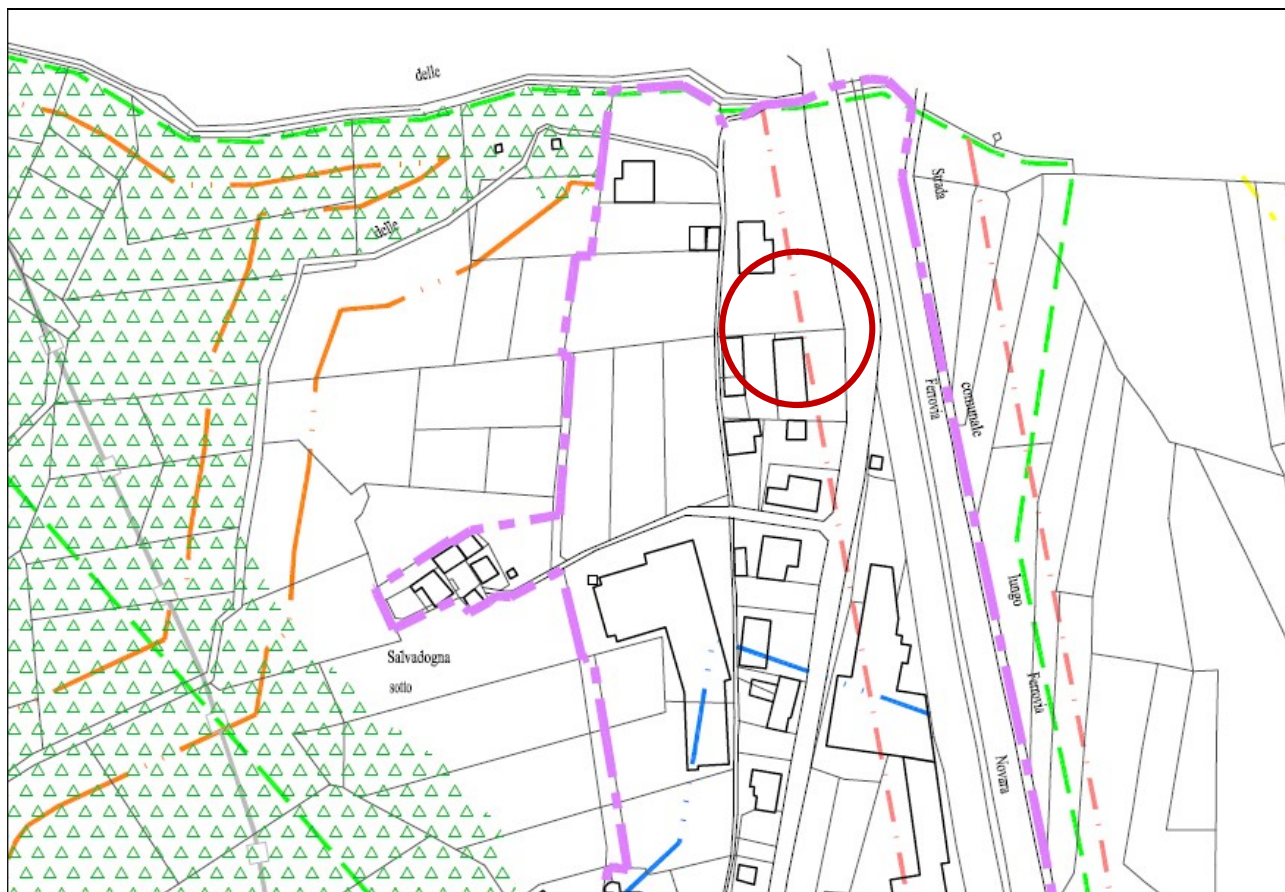 delle
delle
Strada
Ferrovia
comunale
lungo
Ferrovia
Novara
Salvadogna
sotto